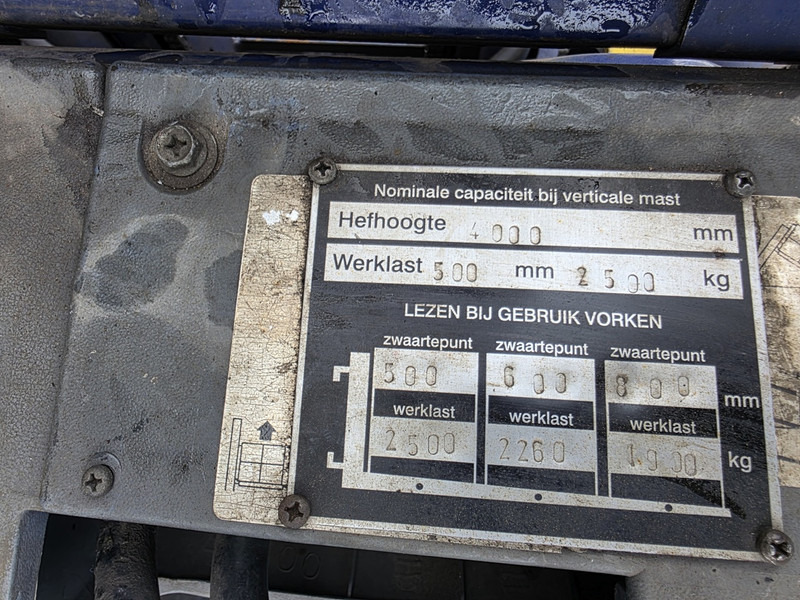 Nominale capaciteit bij verticale mast
Hefhoogte 4000 mm
Werklast 500 mm 2500 kg
LEZEN BIJ GEBRUIK VORKEN
zwaartepunt zwaartepunt zwaartepunt
500 600 800 mm
werklast werklast werklast
2500 2260 1900 kg